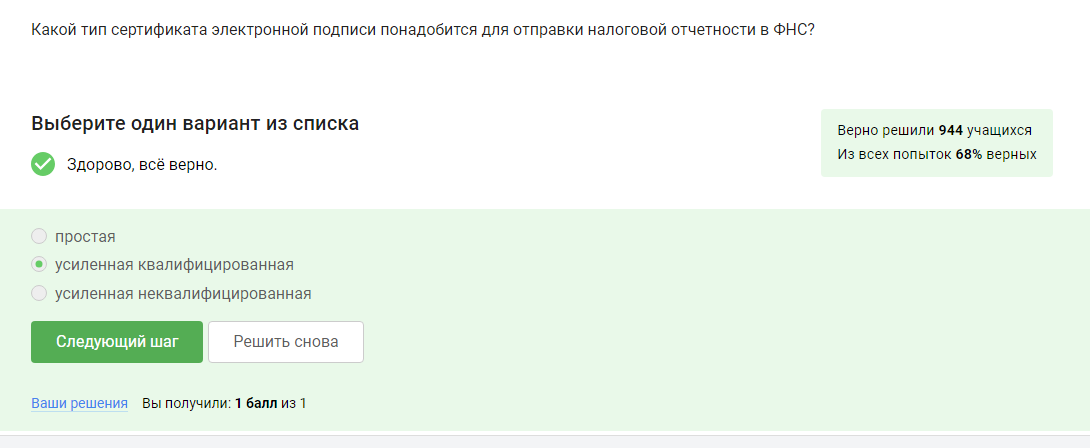 Какой тип сертификата электронной подписи понадобится для отправки налоговой отчетности в ФНС?
Выберите один вариант из списка
Здорово, всё верно.
Верно решили 944 учащихся
Из всех попыток 68% верных
простая
усиленная квалифицированная
усиленная неквалифицированная
Следующий шаг
Решить снова
Ваши решения
Вы получили: 1 балл из 1